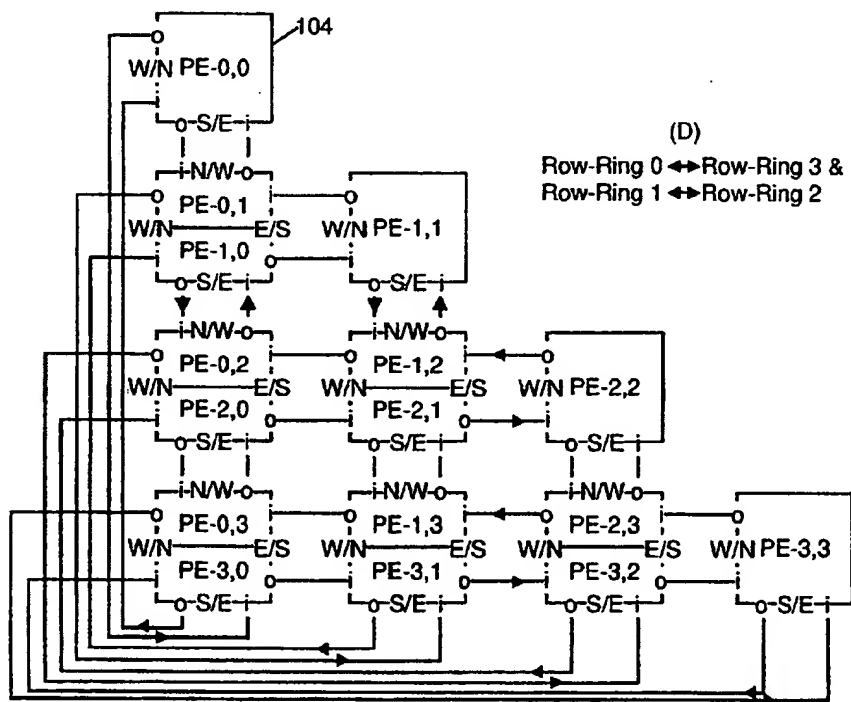 104
o
W/N PE-0,0
i
o S/E i
(D)
Row-Ring 0 ↔ Row-Ring 3 &
Row-Ring 1 ↔ Row-Ring 2
i N/W o
o PE-0,1 i
W/N E/S
i PE-1,0 o
o S/E i
o
W/N PE-1,1
i
o S/E i
i N/W o
o PE-0,2 i
W/N E/S
i PE-2,0 o
o S/E i
i N/W o
o PE-1,2 i
W/N E/S
i PE-2,1 o
o S/E i
o
W/N PE-2,2
i
o S/E i
i N/W o
o PE-0,3 i
W/N E/S
i PE-3,0 o
o S/E i
i N/W o
o PE-1,3 i
W/N E/S
i PE-3,1 o
o S/E i
i N/W o
o PE-2,3 i
W/N E/S
i PE-3,2 o
o S/E i
o
W/N PE-3,3
i
o S/E i